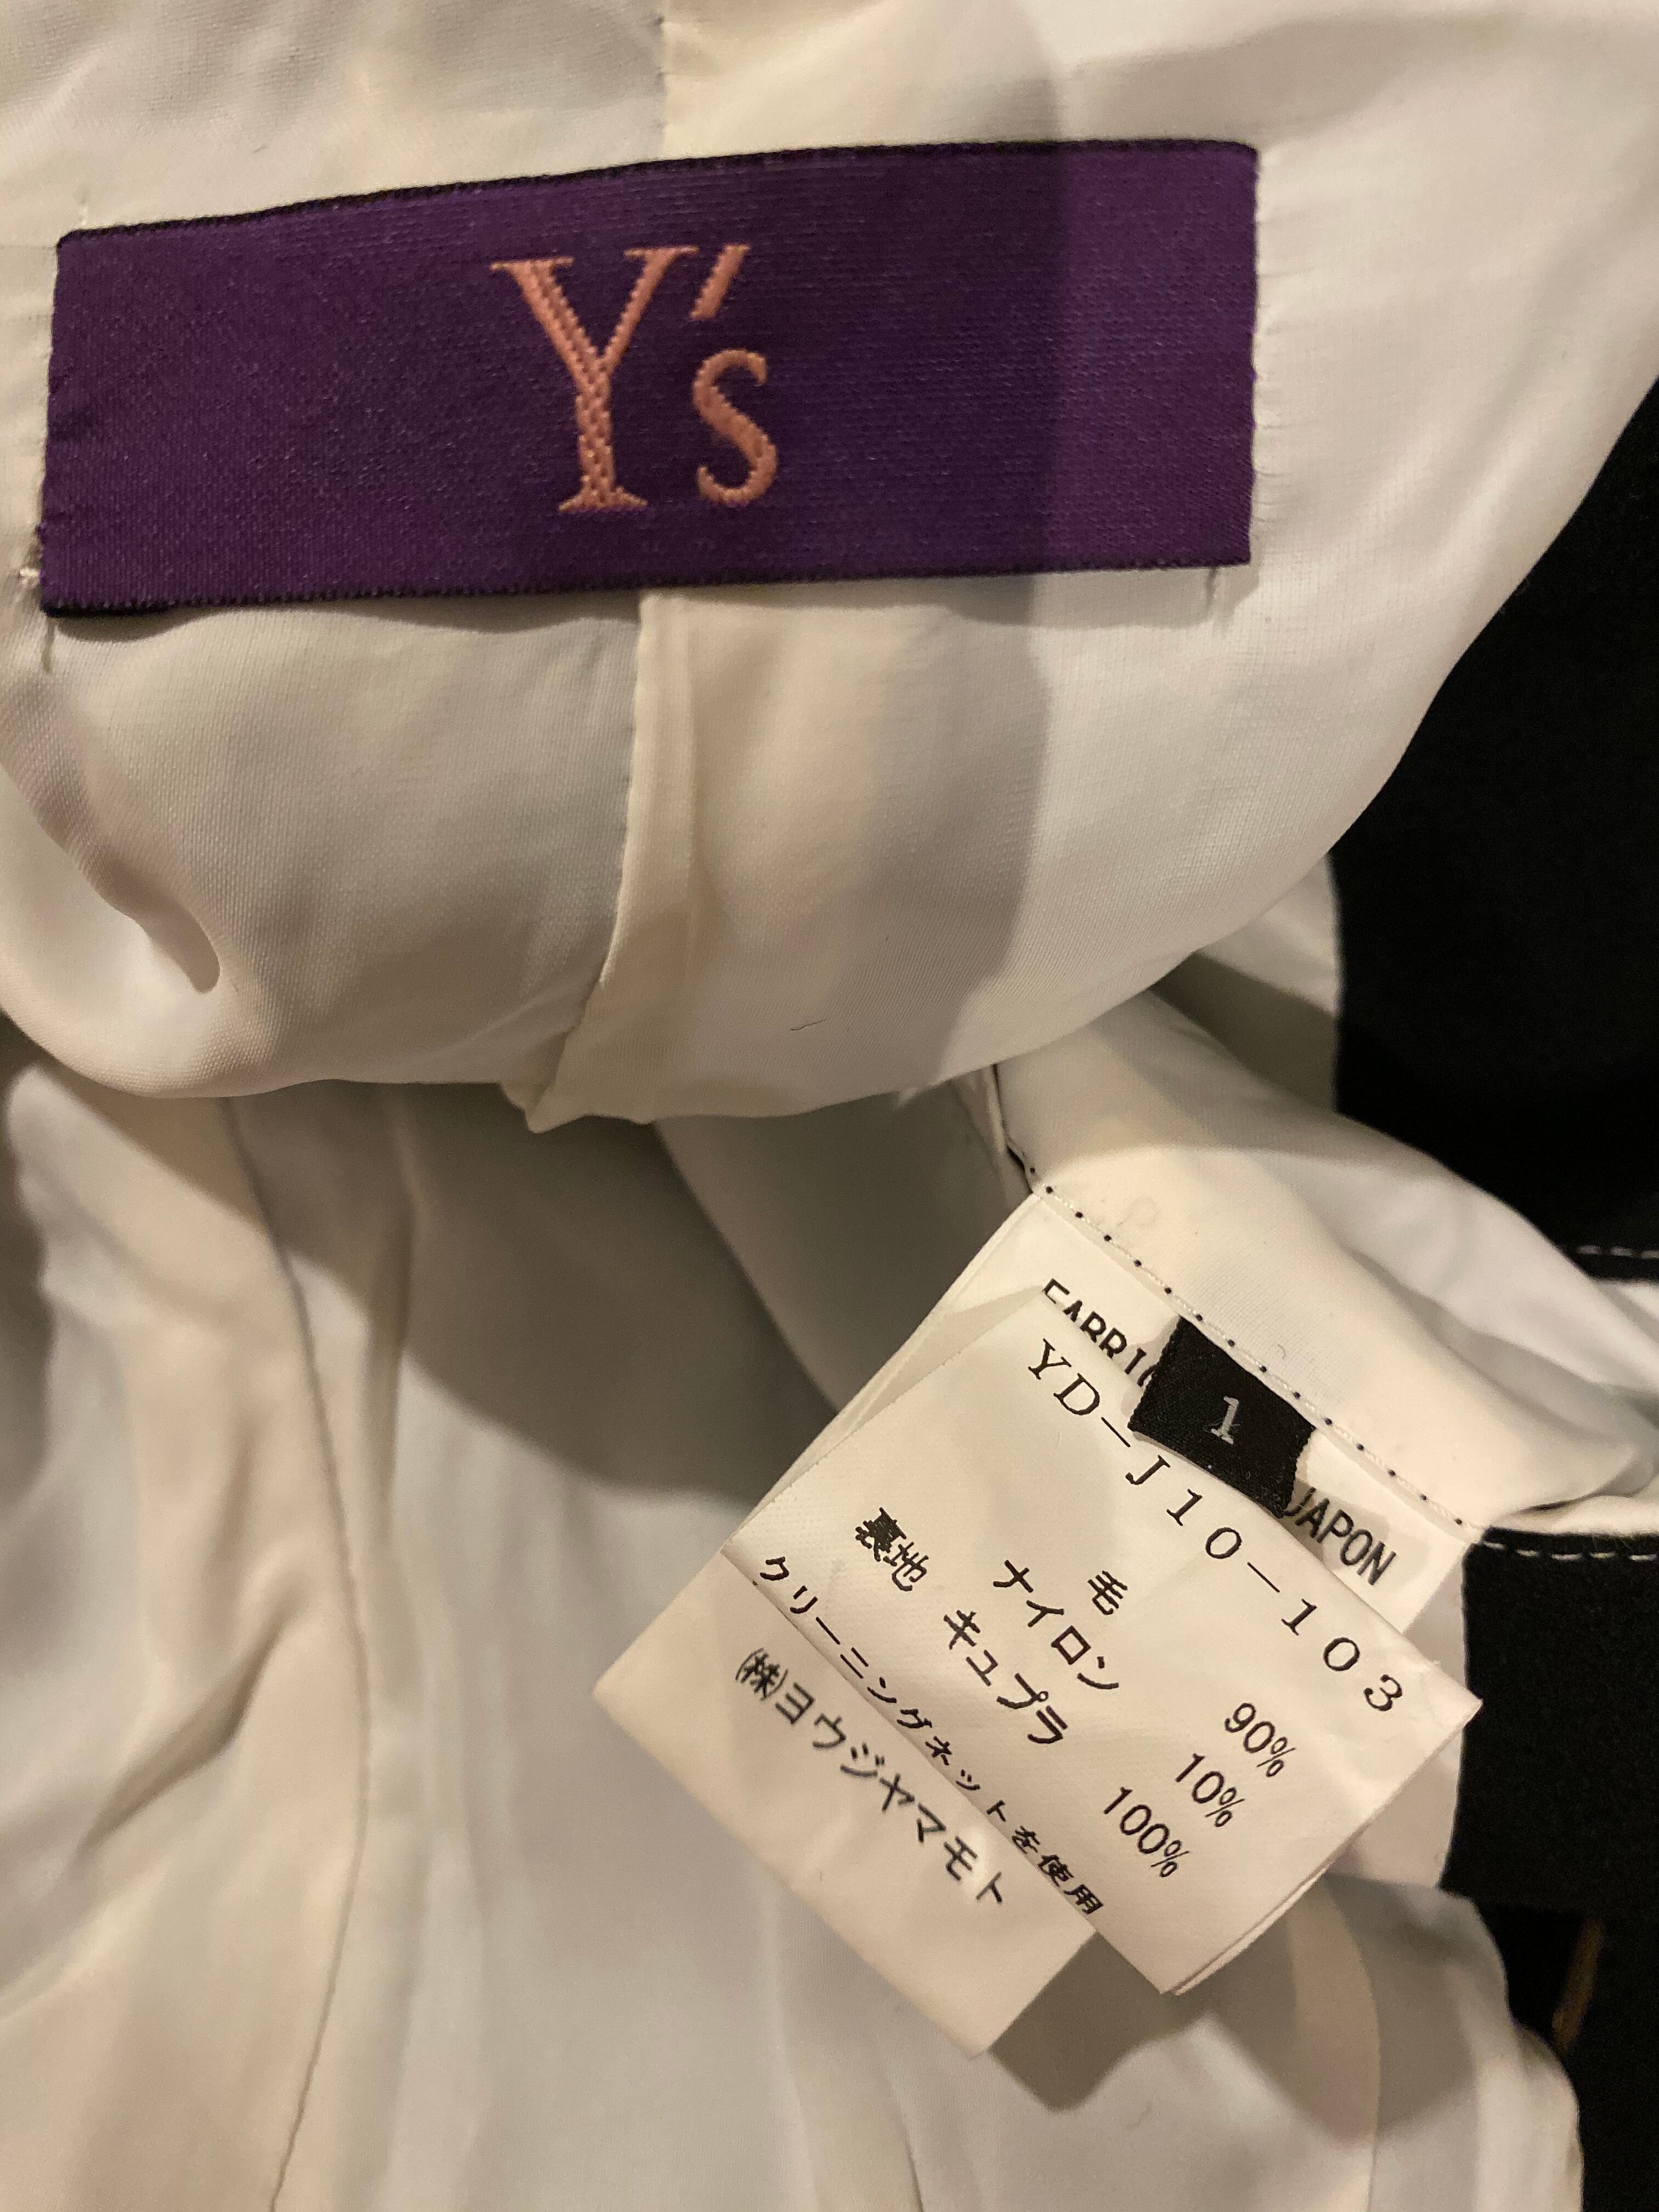 Y's
1
JAPON
YD-J10-103
毛 90%
ナイロン 10%
裏地 キュプラ 100%
クリーニングネットを使用
㈱ヨウジヤマモト